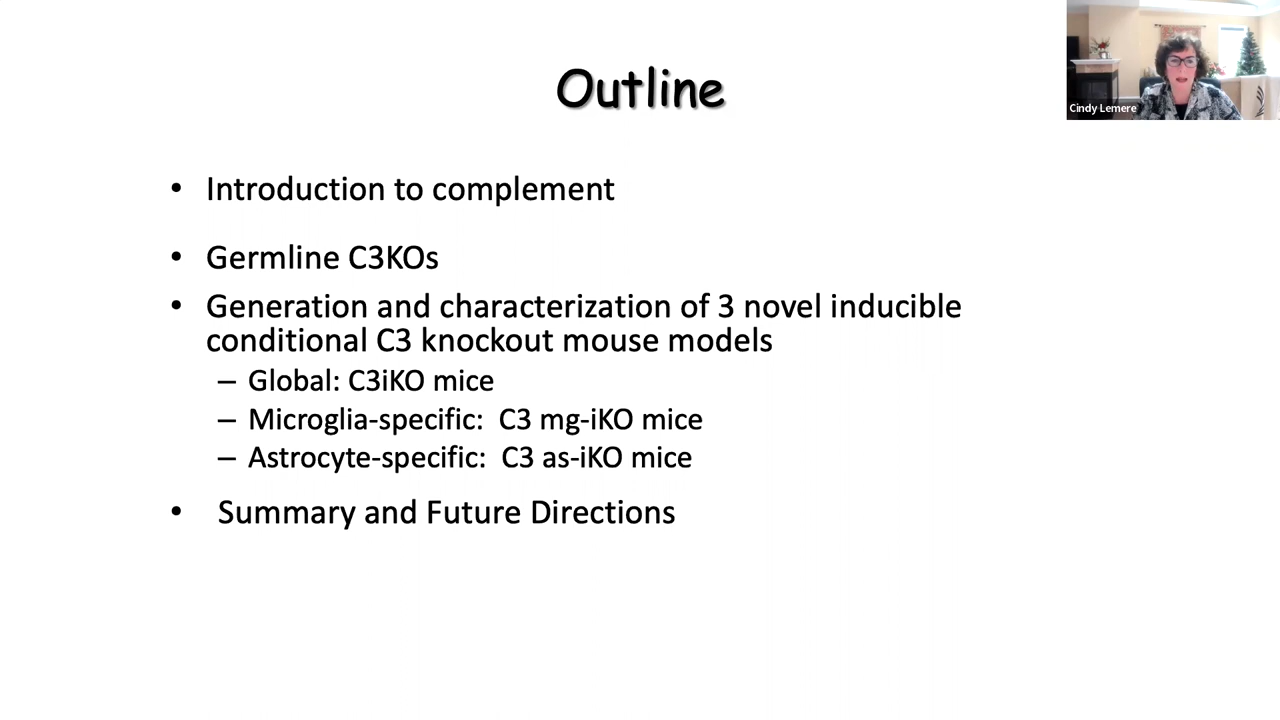 Outline
Cindy Lemere
• Introduction to complement
• Germline C3KOs
• Generation and characterization of 3 novel inducible
conditional C3 knockout mouse models
– Global: C3iKO mice
– Microglia-specific: C3 mg-iKO mice
– Astrocyte-specific: C3 as-iKO mice
• Summary and Future Directions